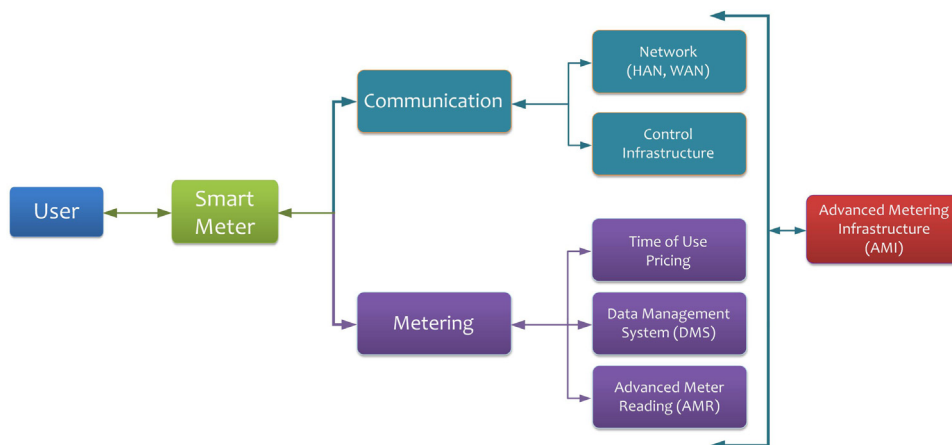 User
Smart
Meter
Communication
Metering
Network
(HAN, WAN)
Control
Infrastructure
Time of Use
Pricing
Data Management
System (DMS)
Advanced Meter
Reading (AMR)
Advanced Metering
Infrastructure
(AMI)